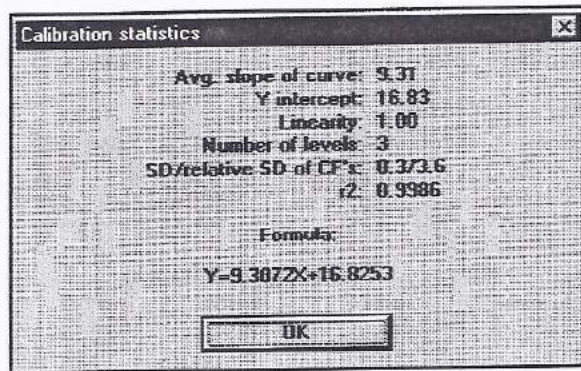 Calibration statistics
Avg. slope of curve: 9.31
Y intercept: 16.83
Linearity: 1.00
Number of levels: 3
SD/relative SD of CF's: 0.3/3.6
r2: 0.9986
Formula:
Y=9.3072X+16.8253
OK